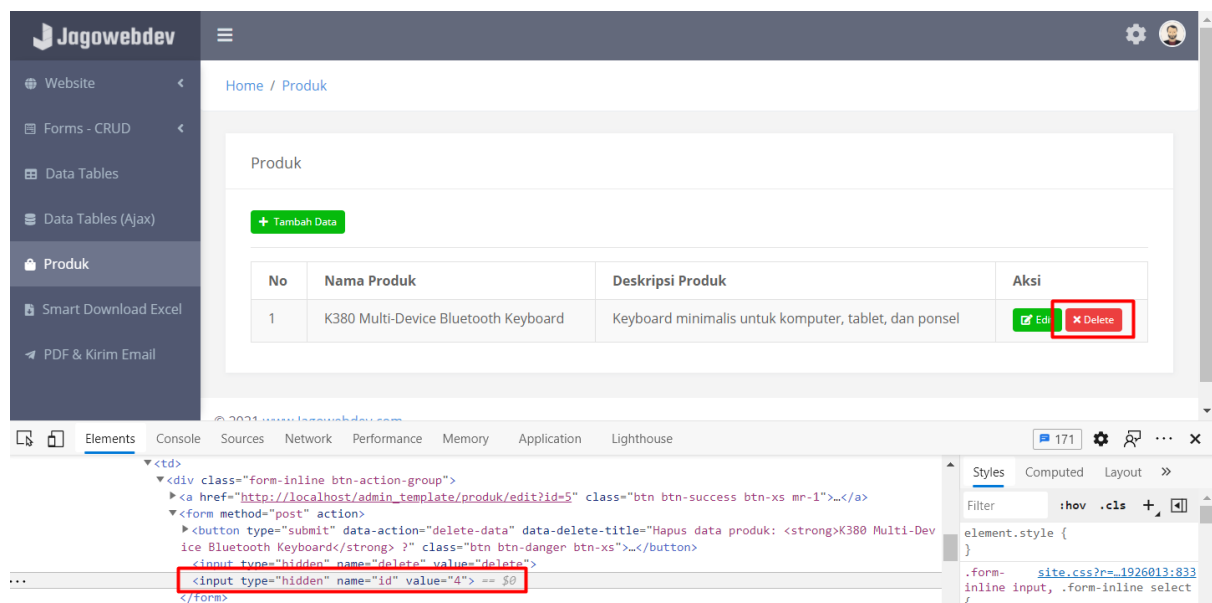 Jagowebdev
Website
Home / Produk
Forms - CRUD
Produk
Data Tables
Data Tables (Ajax)
+ Tambah Data
Produk
No Nama Produk Deskripsi Produk Aksi
Smart Download Excel
1 K380 Multi-Device Bluetooth Keyboard Keyboard minimalis untuk komputer, tablet, dan ponsel Edit × Delete
PDF & Kirim Email
© 2021 www.Jagowebdev.com
Elements Console Sources Network Performance Memory Application Lighthouse 171
▼<td>
▼<div class="form-inline btn-action-group">
▶<a href="http://localhost/admin_template/produk/edit?id=5" class="btn btn-success btn-xs mr-1">…</a>
▼<form method="post" action>
▶<button type="submit" data-action="delete-data" data-delete-title="Hapus data produk: <strong>K380 Multi-Dev
ice Bluetooth Keyboard</strong> ?" class="btn btn-danger btn-xs">…</button>
<input type="hidden" name="delete" value="delete">
<input type="hidden" name="id" value="4"> == $0
</form>
Styles Computed Layout »
Filter :hov .cls +
element.style {
}
.form- site.css?r=…1926013:833
inline input, .form-inline select
{